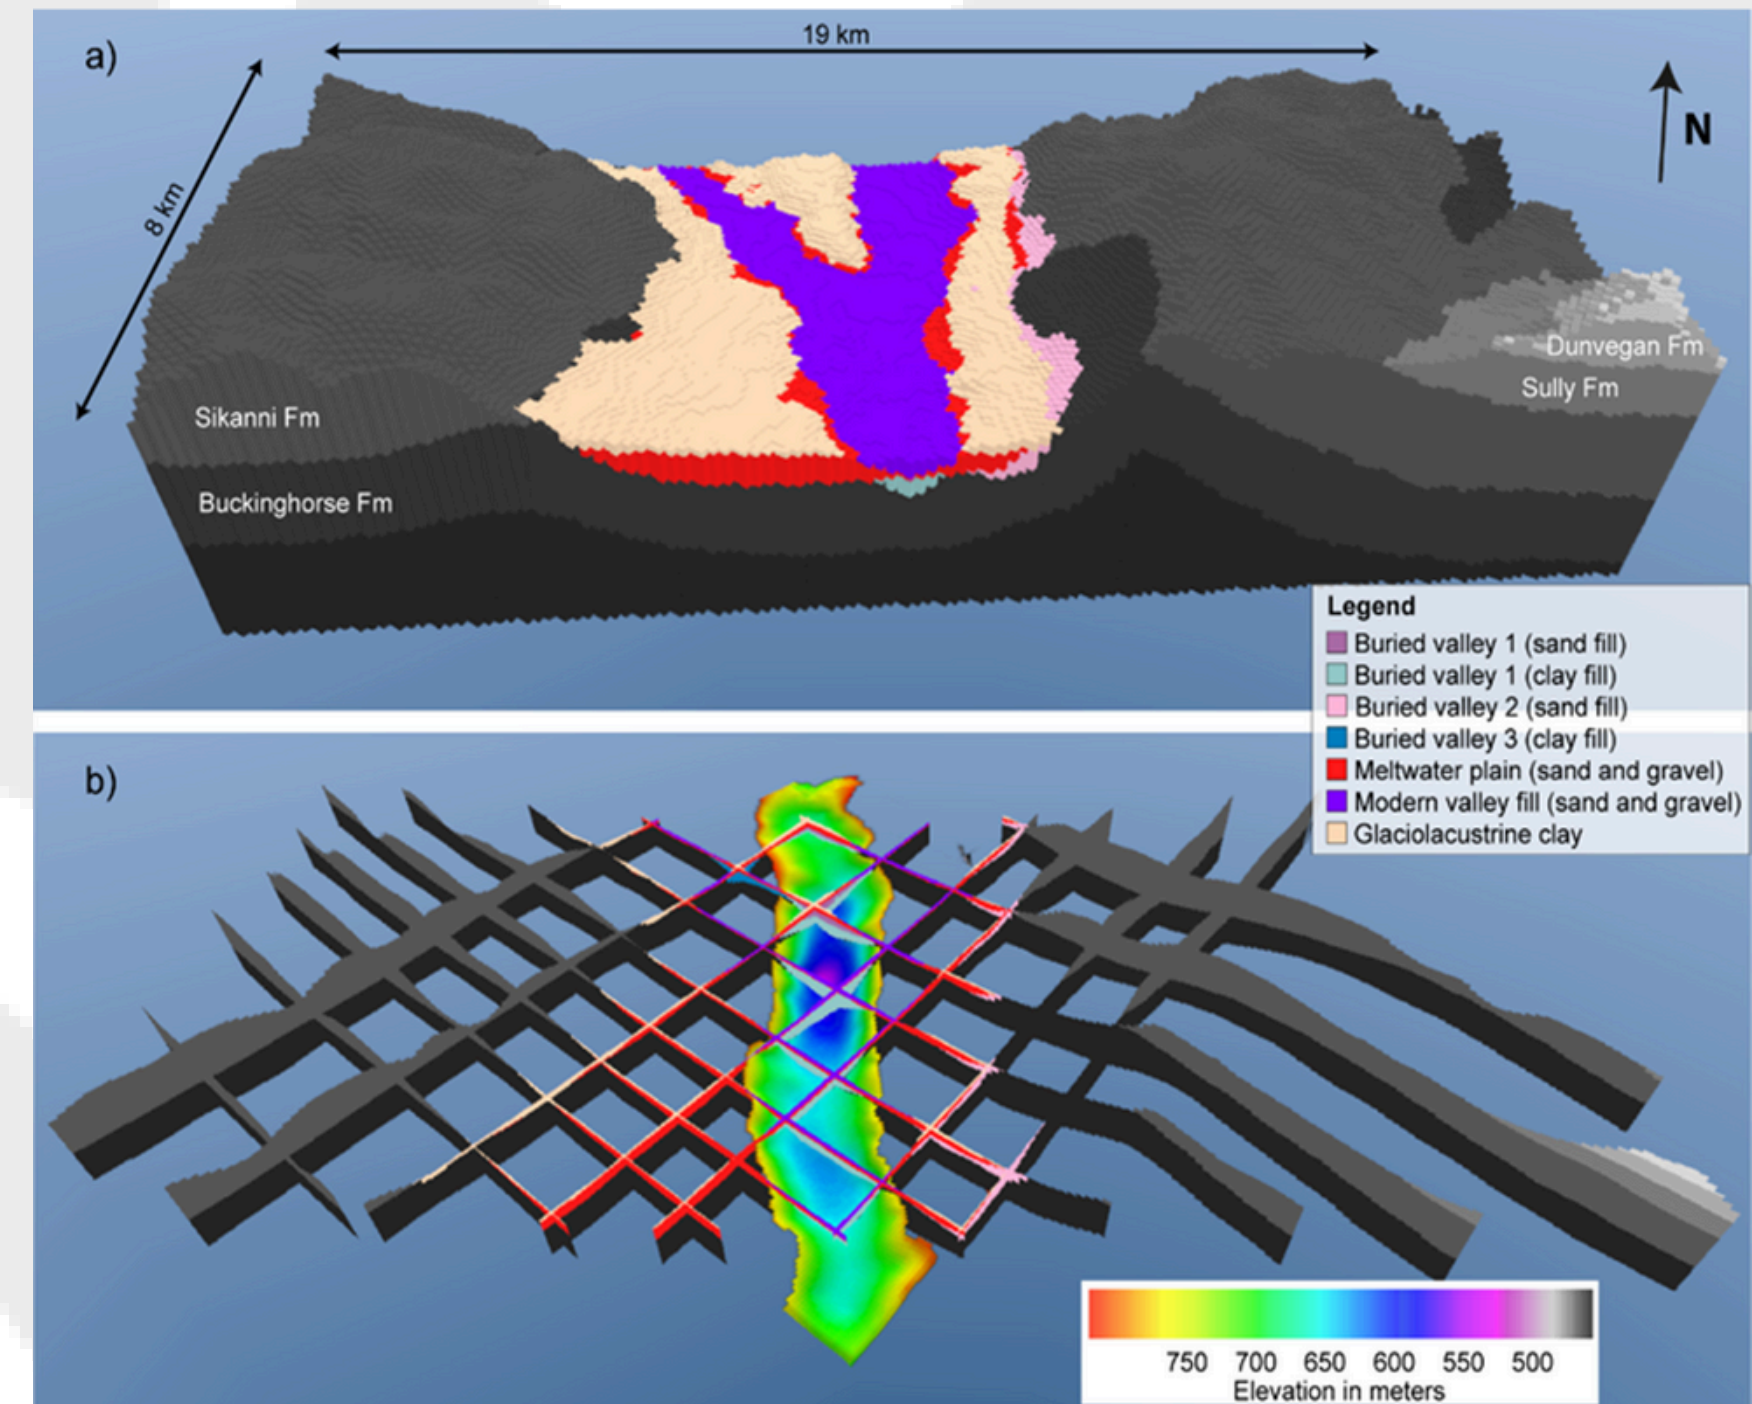 a)
19 km
N
8 km
Sikanni Fm
Buckinghorse Fm
Dunvegan Fm
Sully Fm
Legend
Buried valley 1 (sand fill)
Buried valley 1 (clay fill)
Buried valley 2 (sand fill)
Buried valley 3 (clay fill)
Meltwater plain (sand and gravel)
Modern valley fill (sand and gravel)
Glaciolacustrine clay
b)
750 700 650 600 550 500
Elevation in meters